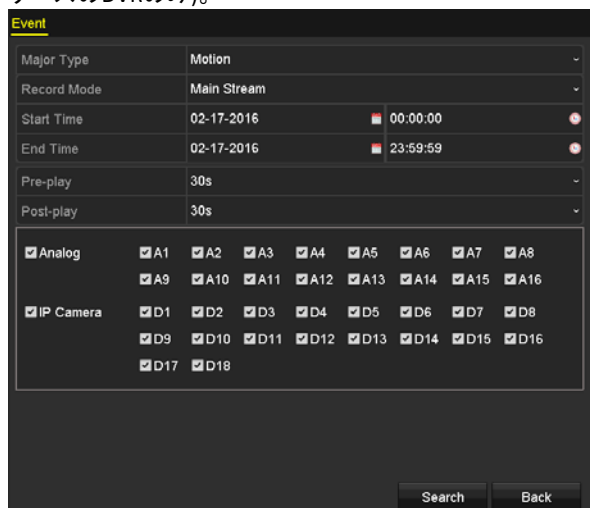 Event
Major Type Motion
Record Mode Main Stream
Start Time 02-17-2016 00:00:00
End Time 02-17-2016 23:59:59
Pre-play 30s
Post-play 30s
Analog A1 A2 A3 A4 A5 A6 A7 A8
A9 A10 A11 A12 A13 A14 A15 A16
IP Camera D1 D2 D3 D4 D5 D6 D7 D8
D9 D10 D11 D12 D13 D14 D15 D16
D17 D18
Search Back